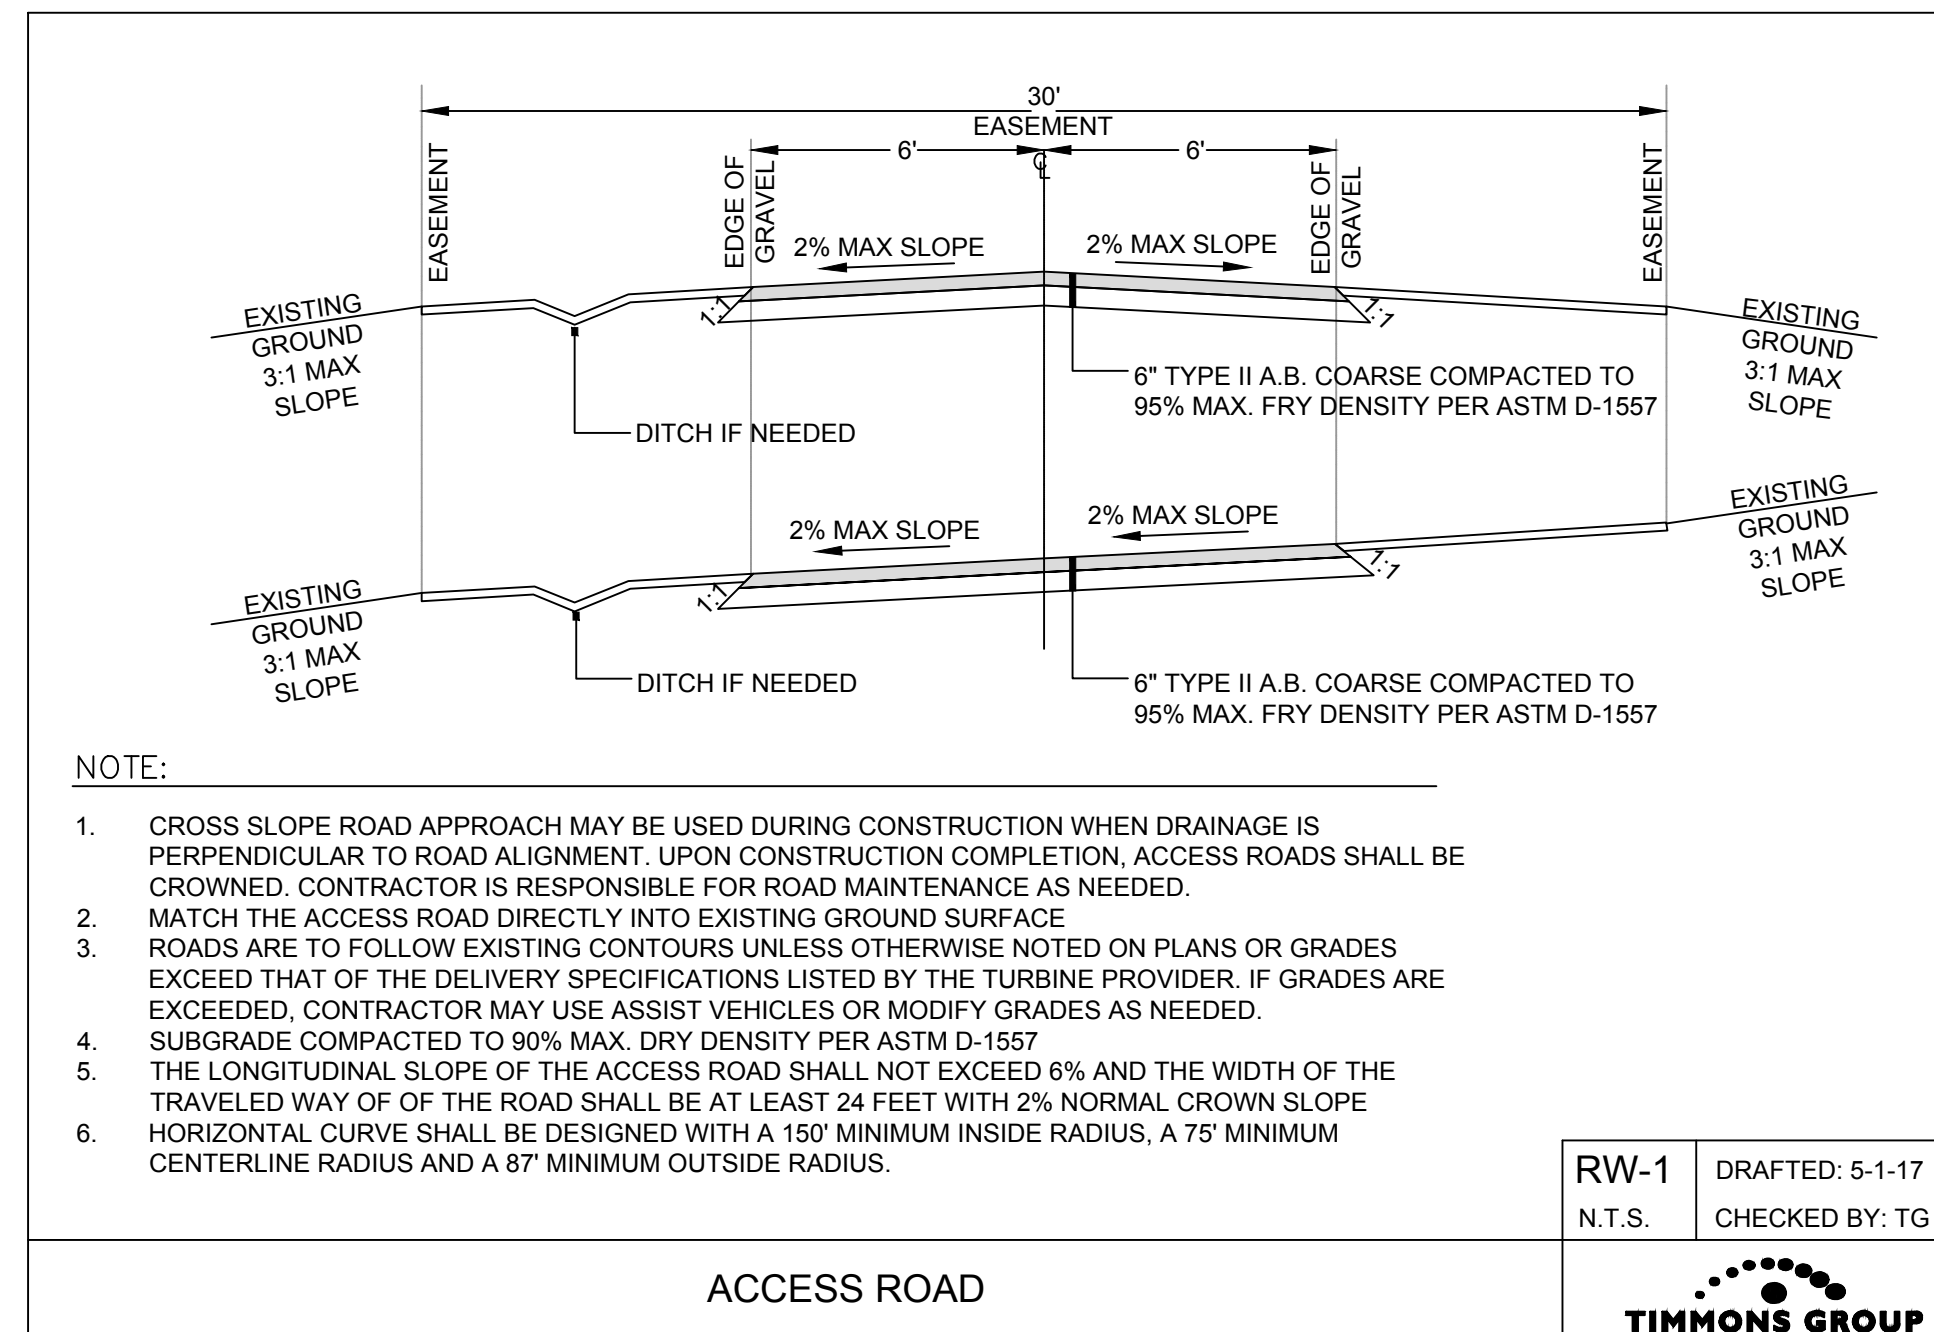 30'
EASEMENT
6'
6'
CL
EASEMENT
EDGE OF
GRAVEL
EDGE OF
GRAVEL
EASEMENT
2% MAX SLOPE
2% MAX SLOPE
EXISTING
GROUND
3:1 MAX
SLOPE
1:1
1:1
EXISTING
GROUND
3:1 MAX
SLOPE
6" TYPE II A.B. COARSE COMPACTED TO
95% MAX. FRY DENSITY PER ASTM D-1557
DITCH IF NEEDED
2% MAX SLOPE
2% MAX SLOPE
EXISTING
GROUND
3:1 MAX
SLOPE
1:1
1:1
EXISTING
GROUND
3:1 MAX
SLOPE
DITCH IF NEEDED
6" TYPE II A.B. COARSE COMPACTED TO
95% MAX. FRY DENSITY PER ASTM D-1557
NOTE:
1. CROSS SLOPE ROAD APPROACH MAY BE USED DURING CONSTRUCTION WHEN DRAINAGE IS
PERPENDICULAR TO ROAD ALIGNMENT. UPON CONSTRUCTION COMPLETION, ACCESS ROADS SHALL BE
CROWNED. CONTRACTOR IS RESPONSIBLE FOR ROAD MAINTENANCE AS NEEDED.
2. MATCH THE ACCESS ROAD DIRECTLY INTO EXISTING GROUND SURFACE
3. ROADS ARE TO FOLLOW EXISTING CONTOURS UNLESS OTHERWISE NOTED ON PLANS OR GRADES
EXCEED THAT OF THE DELIVERY SPECIFICATIONS LISTED BY THE TURBINE PROVIDER. IF GRADES ARE
EXCEEDED, CONTRACTOR MAY USE ASSIST VEHICLES OR MODIFY GRADES AS NEEDED.
4. SUBGRADE COMPACTED TO 90% MAX. DRY DENSITY PER ASTM D-1557
5. THE LONGITUDINAL SLOPE OF THE ACCESS ROAD SHALL NOT EXCEED 6% AND THE WIDTH OF THE
TRAVELED WAY OF OF THE ROAD SHALL BE AT LEAST 24 FEET WITH 2% NORMAL CROWN SLOPE
6. HORIZONTAL CURVE SHALL BE DESIGNED WITH A 150' MINIMUM INSIDE RADIUS, A 75' MINIMUM
CENTERLINE RADIUS AND A 87' MINIMUM OUTSIDE RADIUS.
RW-1
N.T.S.
DRAFTED: 5-1-17
CHECKED BY: TG
ACCESS ROAD
TIMMONS GROUP